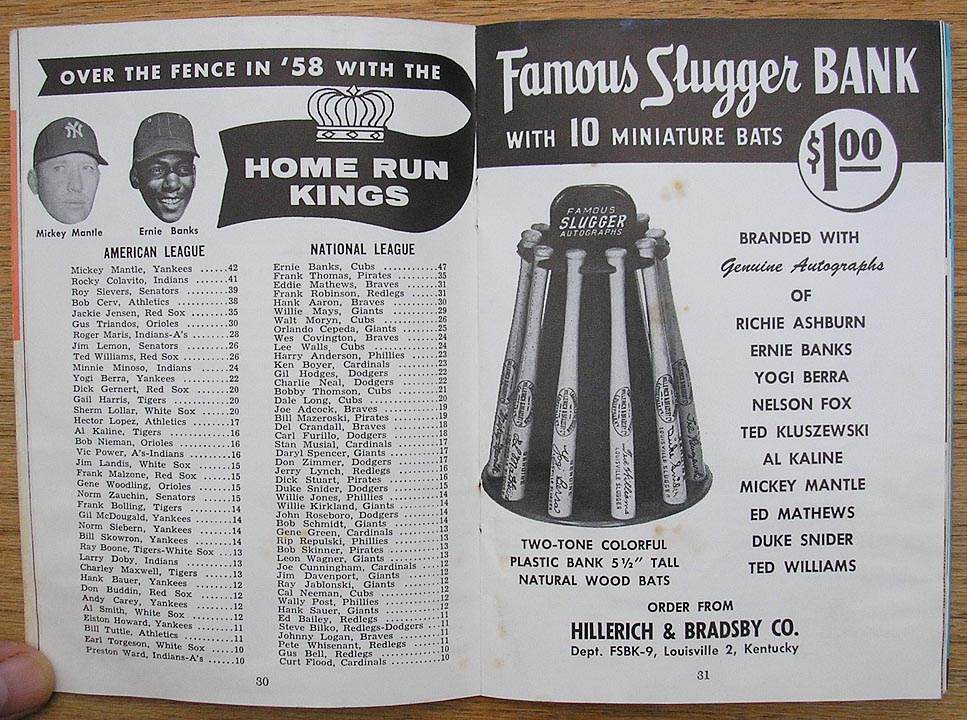 OVER THE FENCE IN '58 WITH THE
HOME RUN
KINGS
NY
Mickey Mantle
Ernie Banks
AMERICAN LEAGUE
Mickey Mantle, Yankees ......42
Rocky Colavito, Indians ......41
Roy Sievers, Senators ........39
Bob Cerv, Athletics ..........38
Jackie Jensen, Red Sox .......35
Gus Triandos, Orioles ........30
Roger Maris, Indians-A's .....28
Jim Lemon, Senators ..........26
Ted Williams, Red Sox ........26
Minnie Minoso, Indians .......24
Yogi Berra, Yankees ..........22
Dick Gernert, Red Sox ........20
Gail Harris, Tigers ..........20
Sherm Lollar, White Sox ......20
Hector Lopez, Athletics ......17
Al Kaline, Tigers ............16
Bob Nieman, Orioles ..........16
Vic Power, A's-Indians .......16
Jim Landis, White Sox ........15
Frank Malzone, Red Sox .......15
Gene Woodling, Orioles .......15
Norm Zauchin, Senators .......15
Frank Bolling, Tigers ........14
Gil McDougald, Yankees .......14
Norm Siebern, Yankees ........14
Bill Skowron, Yankees ........14
Ray Boone, Tigers-White Sox ...13
Larry Doby, Indians ..........13
Charley Maxwell, Tigers ......13
Hank Bauer, Yankees ..........12
Don Buddin, Red Sox ..........12
Andy Carey, Yankees ..........12
Al Smith, White Sox ..........12
Elston Howard, Yankees .......11
Bill Tuttle, Athletics .......11
Earl Torgeson, White Sox .....10
Preston Ward, Indians-A's ....10
NATIONAL LEAGUE
Ernie Banks, Cubs ............47
Frank Thomas, Pirates ........35
Eddie Mathews, Braves ........31
Frank Robinson, Redlegs ......31
Hank Aaron, Braves ...........30
Willie Mays, Giants ..........29
Walt Moryn, Cubs .............26
Orlando Cepeda, Giants .......25
Wes Covington, Braves ........24
Lee Walls, Cubs ..............24
Harry Anderson, Phillies .....23
Ken Boyer, Cardinals .........23
Gil Hodges, Dodgers ..........22
Charlie Neal, Dodgers ........22
Bobby Thomson, Cubs ..........21
Dale Long, Cubs ..............20
Joe Adcock, Braves ...........19
Bill Mazeroski, Pirates ......19
Del Crandall, Braves .........18
Carl Furillo, Dodgers ........18
Stan Musial, Cardinals .......17
Daryl Spencer, Giants ........17
Don Zimmer, Dodgers ..........17
Jerry Lynch, Redlegs .........16
Dick Stuart, Pirates .........16
Duke Snider, Dodgers .........15
Willie Jones, Phillies .......14
Willie Kirkland, Giants ......14
John Roseboro, Dodgers .......14
Bob Schmidt, Giants ..........14
Gene Green, Cardinals ........13
Rip Repulski, Phillies .......13
Bob Skinner, Pirates .........13
Leon Wagner, Giants ..........13
Joe Cunningham, Cardinals ....12
Jim Davenport, Giants ........12
Ray Jablonski, Giants ........12
Cal Neeman, Cubs .............12
Wally Post, Phillies .........12
Hank Sauer, Giants ...........12
Ed Bailey, Redlegs ...........11
Steve Bilko, Redlegs-Dodgers ...11
Johnny Logan, Braves .........11
Pete Whisenant, Redlegs ......11
Gus Bell, Redlegs ............10
Curt Flood, Cardinals ........10
30
Famous Slugger BANK
WITH 10 MINIATURE BATS
$1.00
FAMOUS
SLUGGER
AUTOGRAPHS
Ted Williams
LOUISVILLE SLUGGER
BRANDED WITH
Genuine Autographs
OF
RICHIE ASHBURN
ERNIE BANKS
YOGI BERRA
NELSON FOX
TED KLUSZEWSKI
AL KALINE
MICKEY MANTLE
ED MATHEWS
DUKE SNIDER
TED WILLIAMS
TWO-TONE COLORFUL
PLASTIC BANK 5½" TALL
NATURAL WOOD BATS
ORDER FROM
HILLERICH & BRADSBY CO.
Dept. FSBK-9, Louisville 2, Kentucky
31